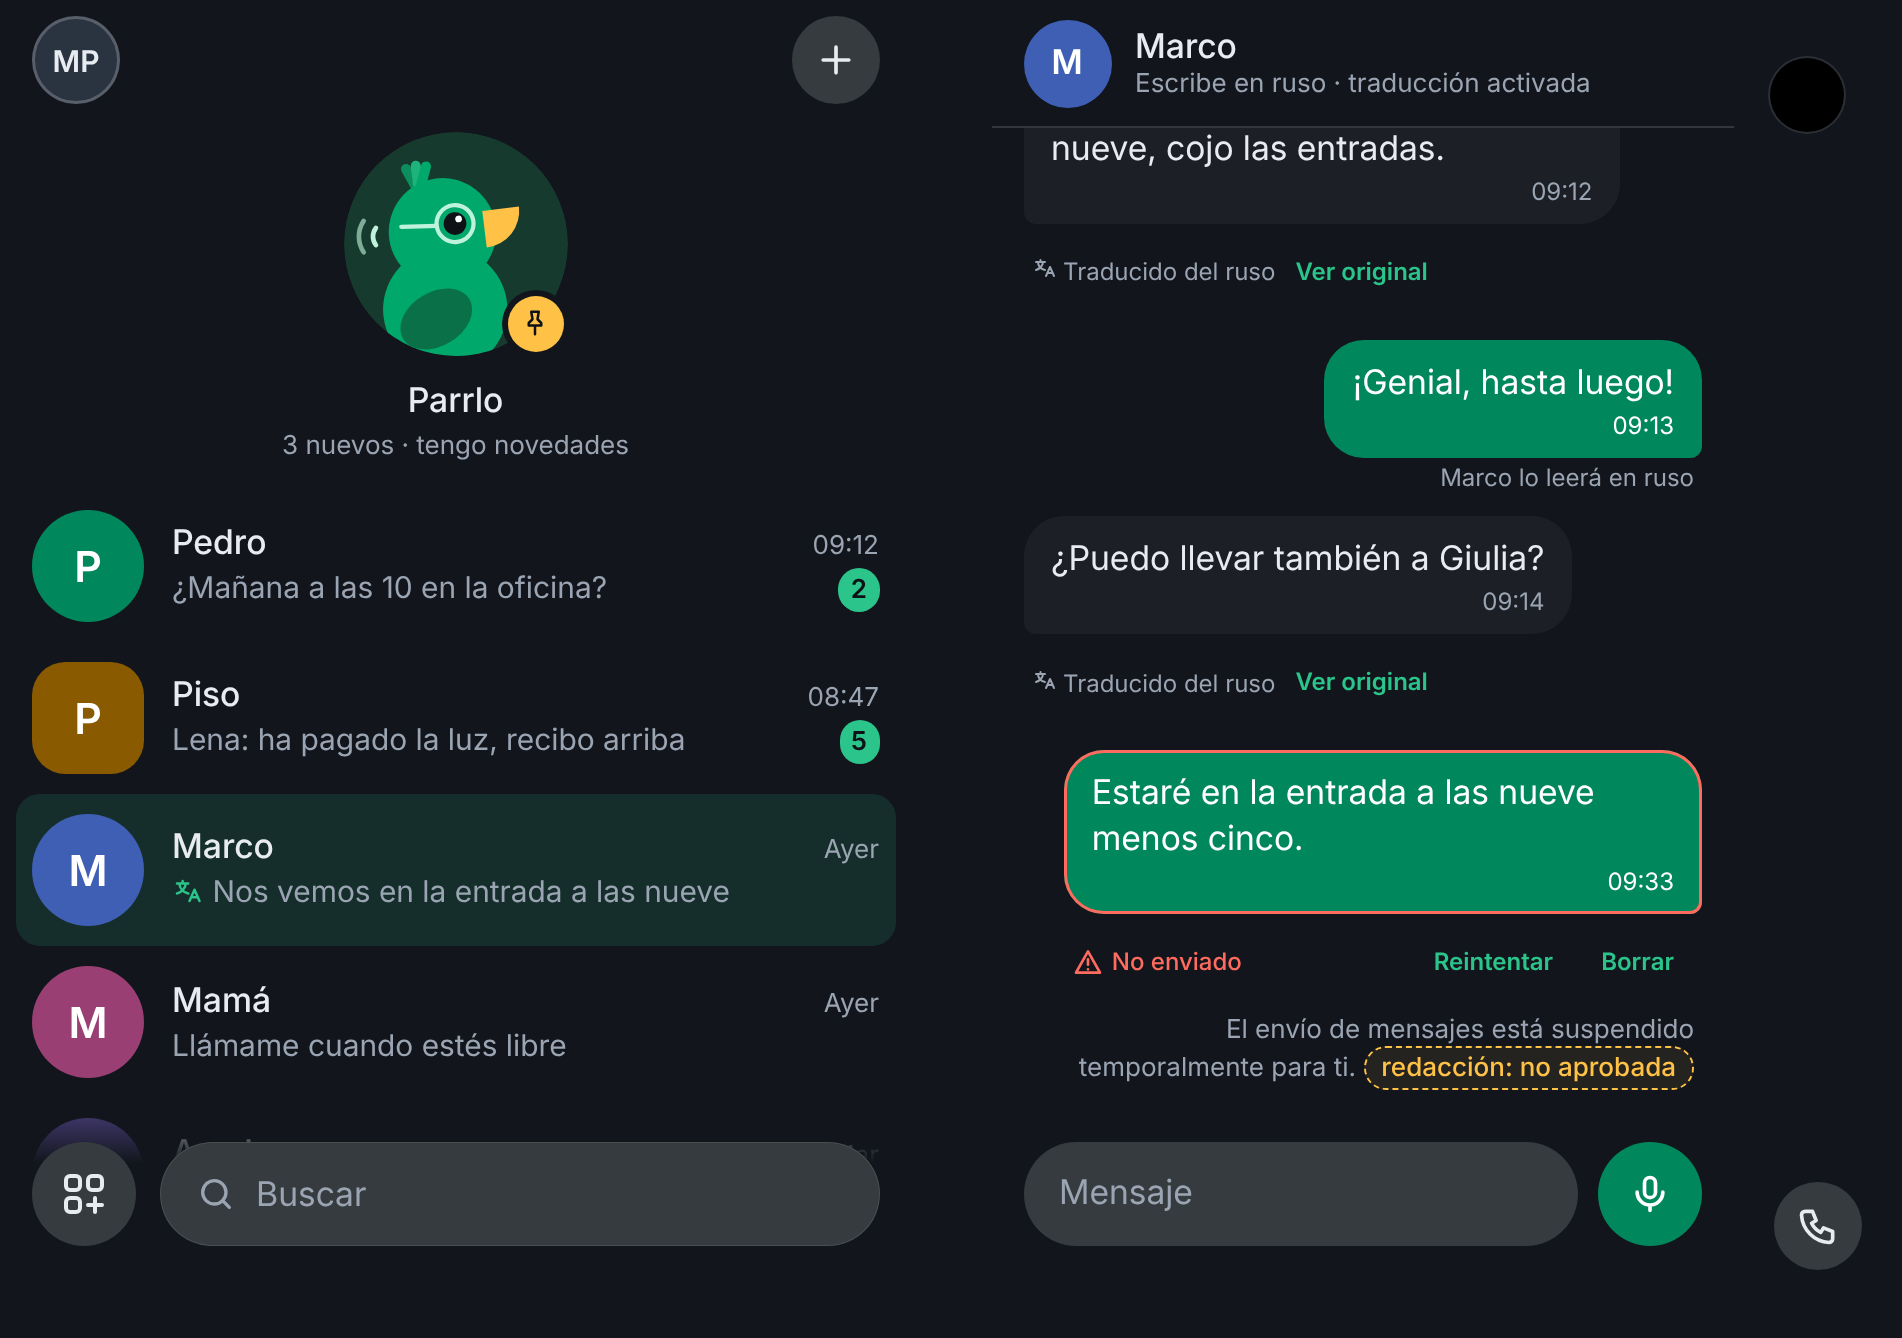 MP
Parrlo
3 nuevos · tengo novedades
P
Pedro
09:12
¿Mañana a las 10 en la oficina?
2
P
Piso
08:47
Lena: ha pagado la luz, recibo arriba
5
M
Marco
Ayer
Nos vemos en la entrada a las nueve
M
Mamá
Ayer
Llámame cuando estés libre
Buscar
M
Marco
Escribe en ruso · traducción activada
nueve, cojo las entradas.
09:12
Traducido del ruso Ver original
¡Genial, hasta luego!
09:13
Marco lo leerá en ruso
¿Puedo llevar también a Giulia?
09:14
Traducido del ruso Ver original
Estaré en la entrada a las nueve
menos cinco.
09:33
No enviado Reintentar Borrar
El envío de mensajes está suspendido
temporalmente para ti. redacción: no aprobada
Mensaje